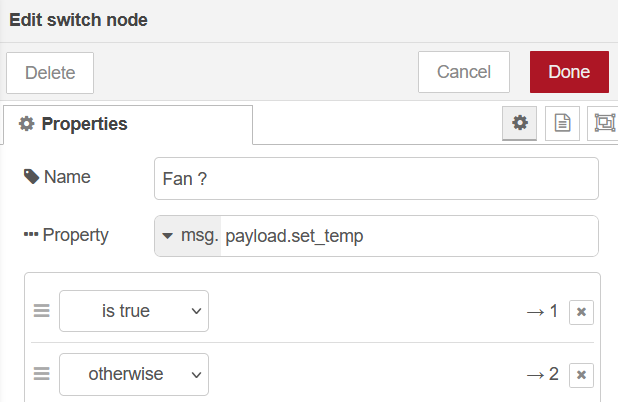 Edit switch node
Delete
Cancel
Done
Properties
Name
Fan ?
Property
msg. payload.set_temp
is true
→ 1
otherwise
→ 2